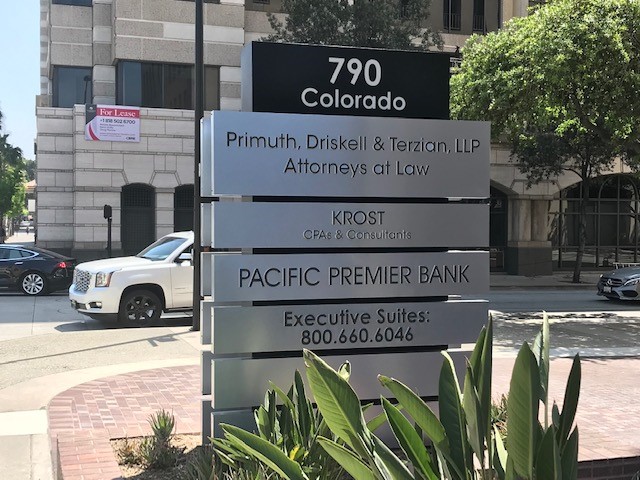 790
Colorado
Primuth, Driskell & Terzian, LLP
Attorneys at Law
KROST
CPAs & Consultants
PACIFIC PREMIER BANK
Executive Suites:
800.660.6046
For Lease